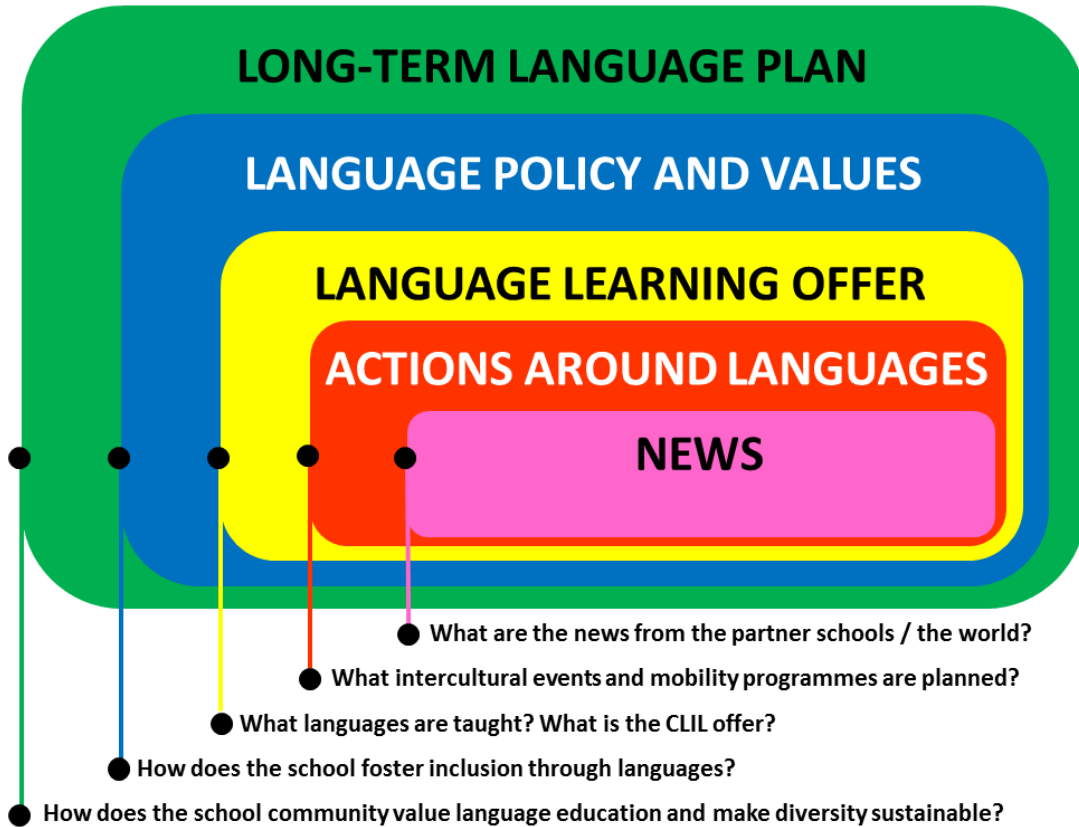 LONG-TERM LANGUAGE PLAN
LANGUAGE POLICY AND VALUES
LANGUAGE LEARNING OFFER
ACTIONS AROUND LANGUAGES
NEWS
What are the news from the partner schools / the world?
What intercultural events and mobility programmes are planned?
What languages are taught? What is the CLIL offer?
How does the school foster inclusion through languages?
How does the school community value language education and make diversity sustainable?